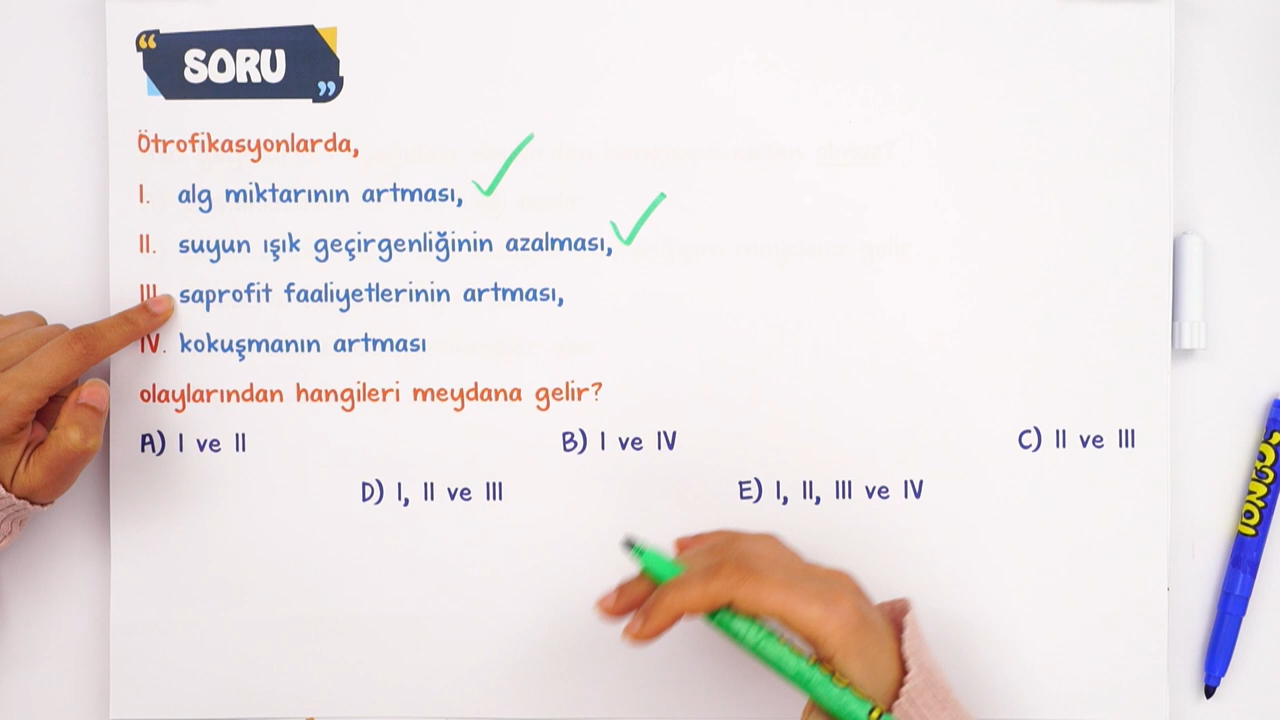 “ SORU ”
Ötrofikasyonlarda,
I. alg miktarının artması,
II. suyun ışık geçirgenliğinin azalması,
III. saprofit faaliyetlerinin artması,
IV. kokuşmanın artması
olaylarından hangileri meydana gelir?
A) I ve II B) I ve IV C) II ve III
D) I, II ve III E) I, II, III ve IV